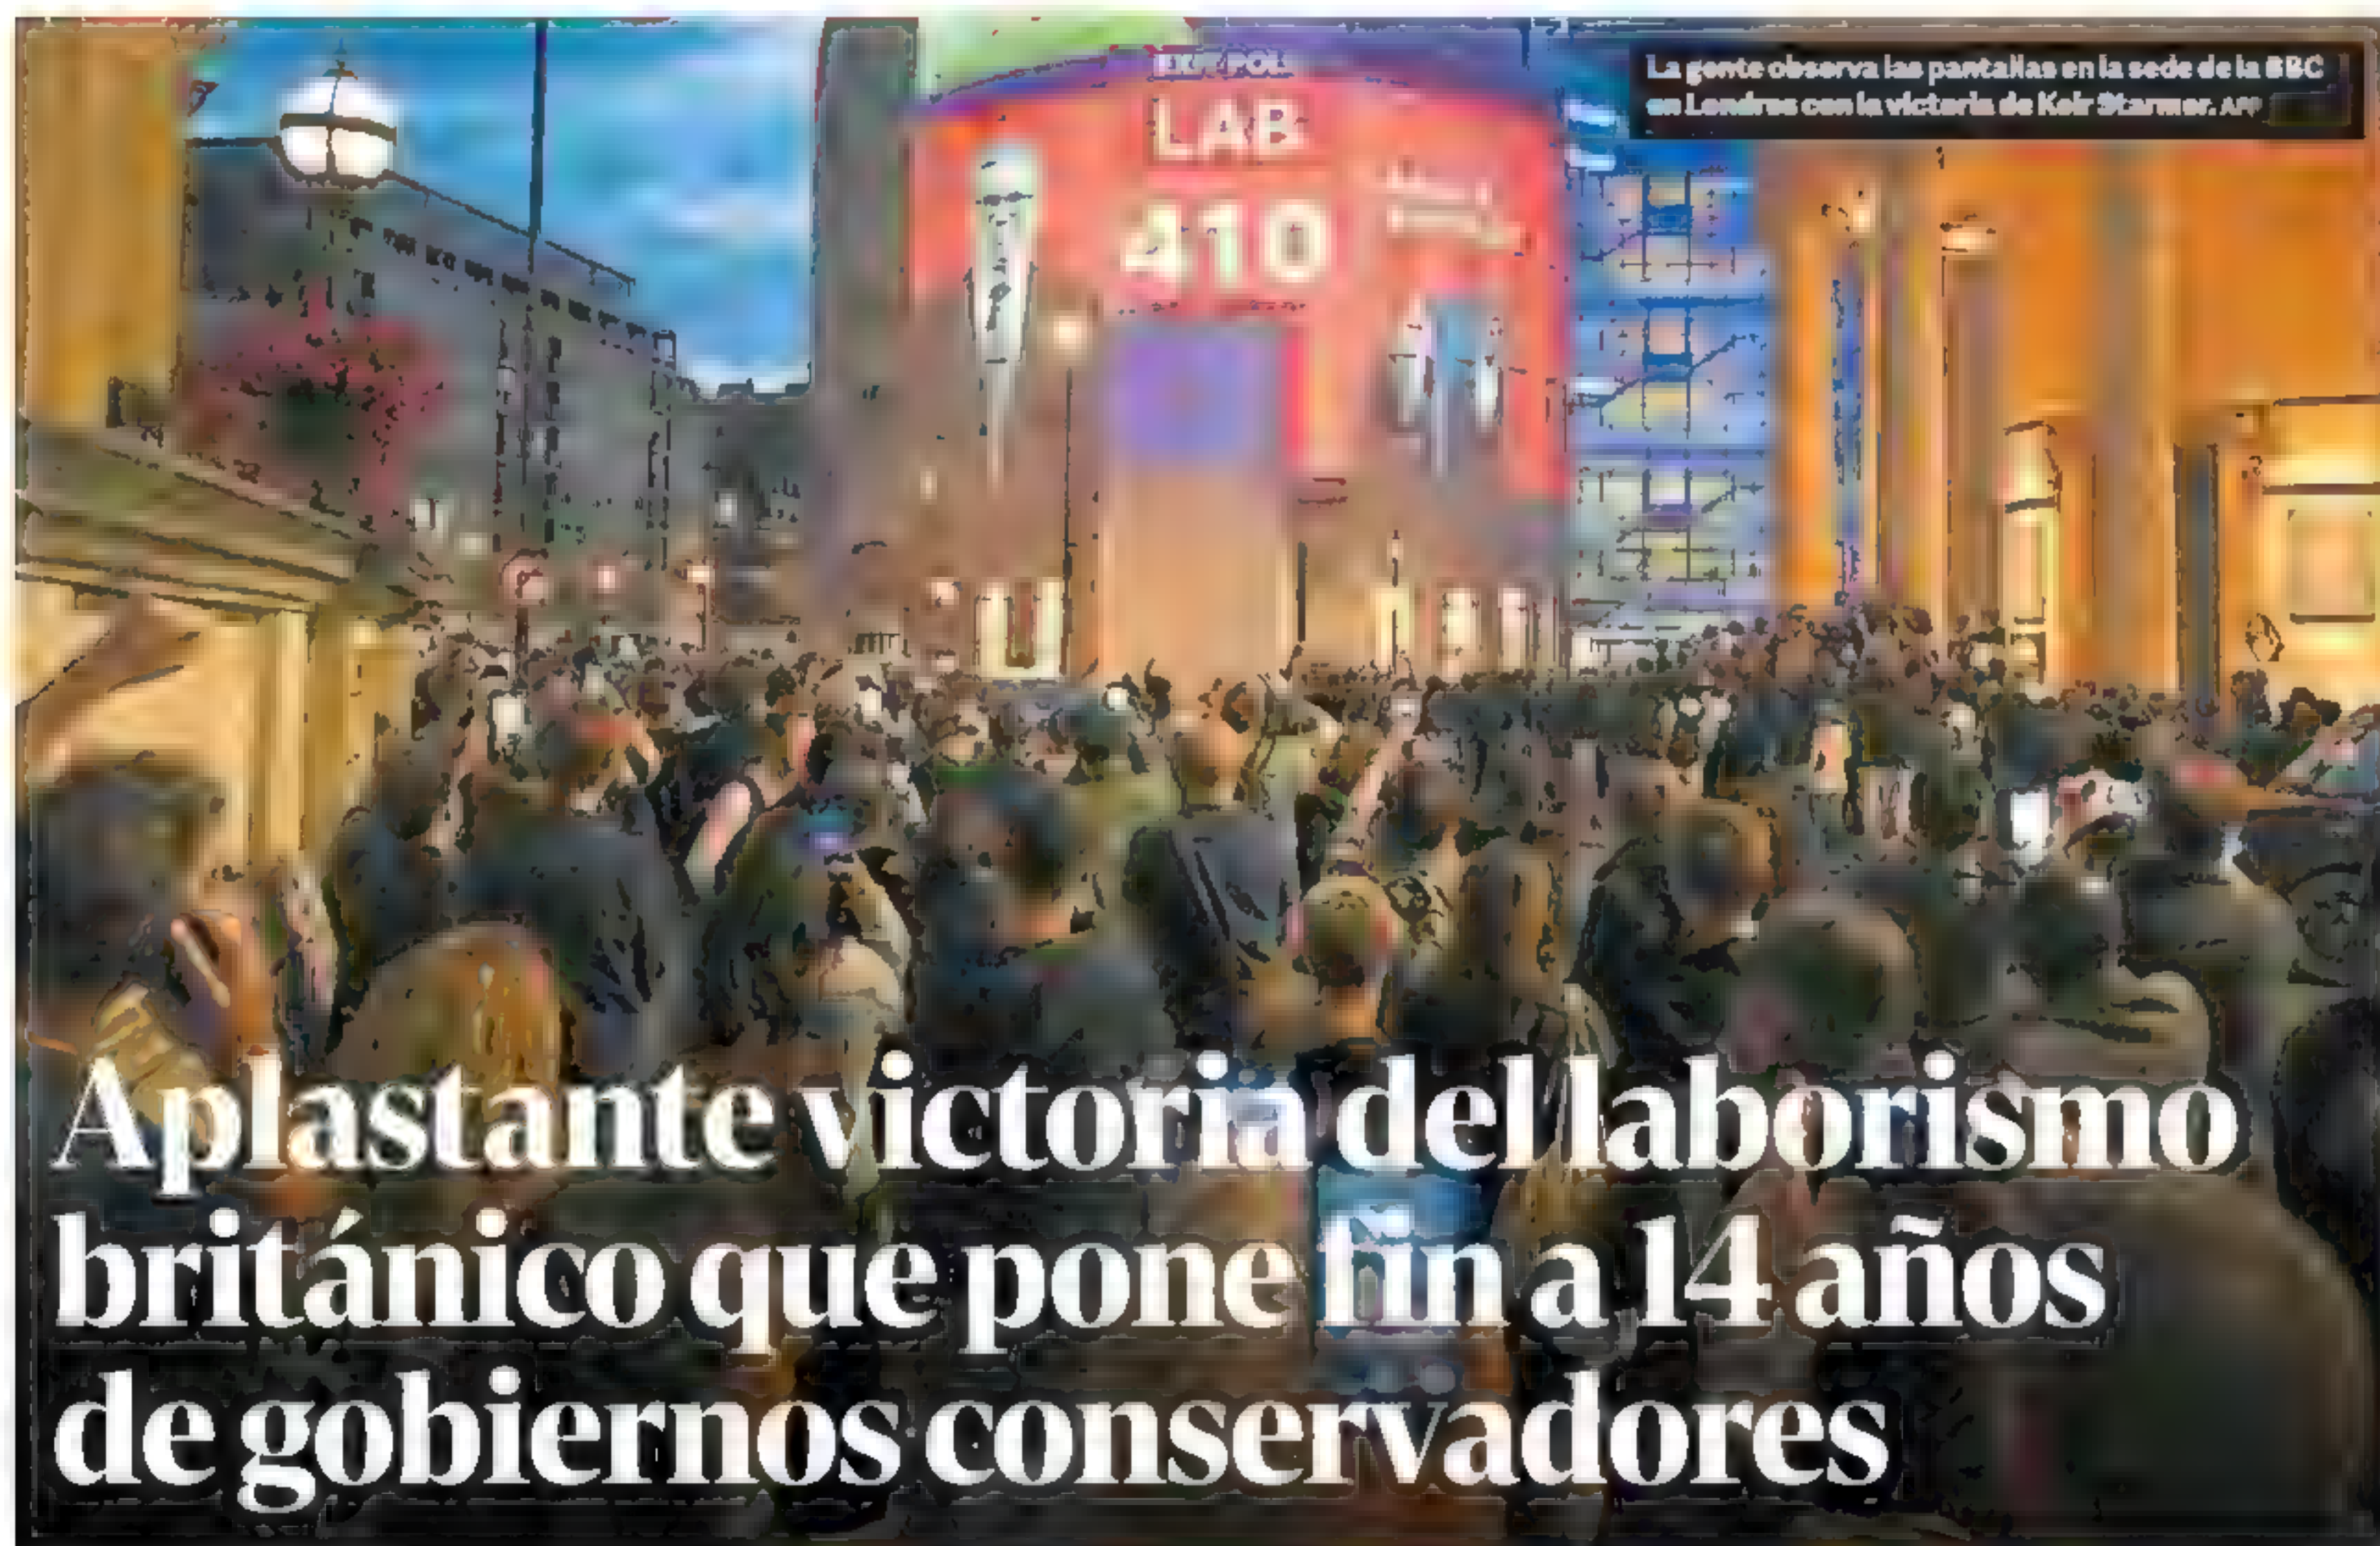 La gente observa las pantallas en la sede de la BBC
en Londres con la victoria de Keir Starmer. AFP
EXIT POLL
LAB
410
Aplastante victoria del laborismo
británico que pone fin a 14 años
de gobiernos conservadores